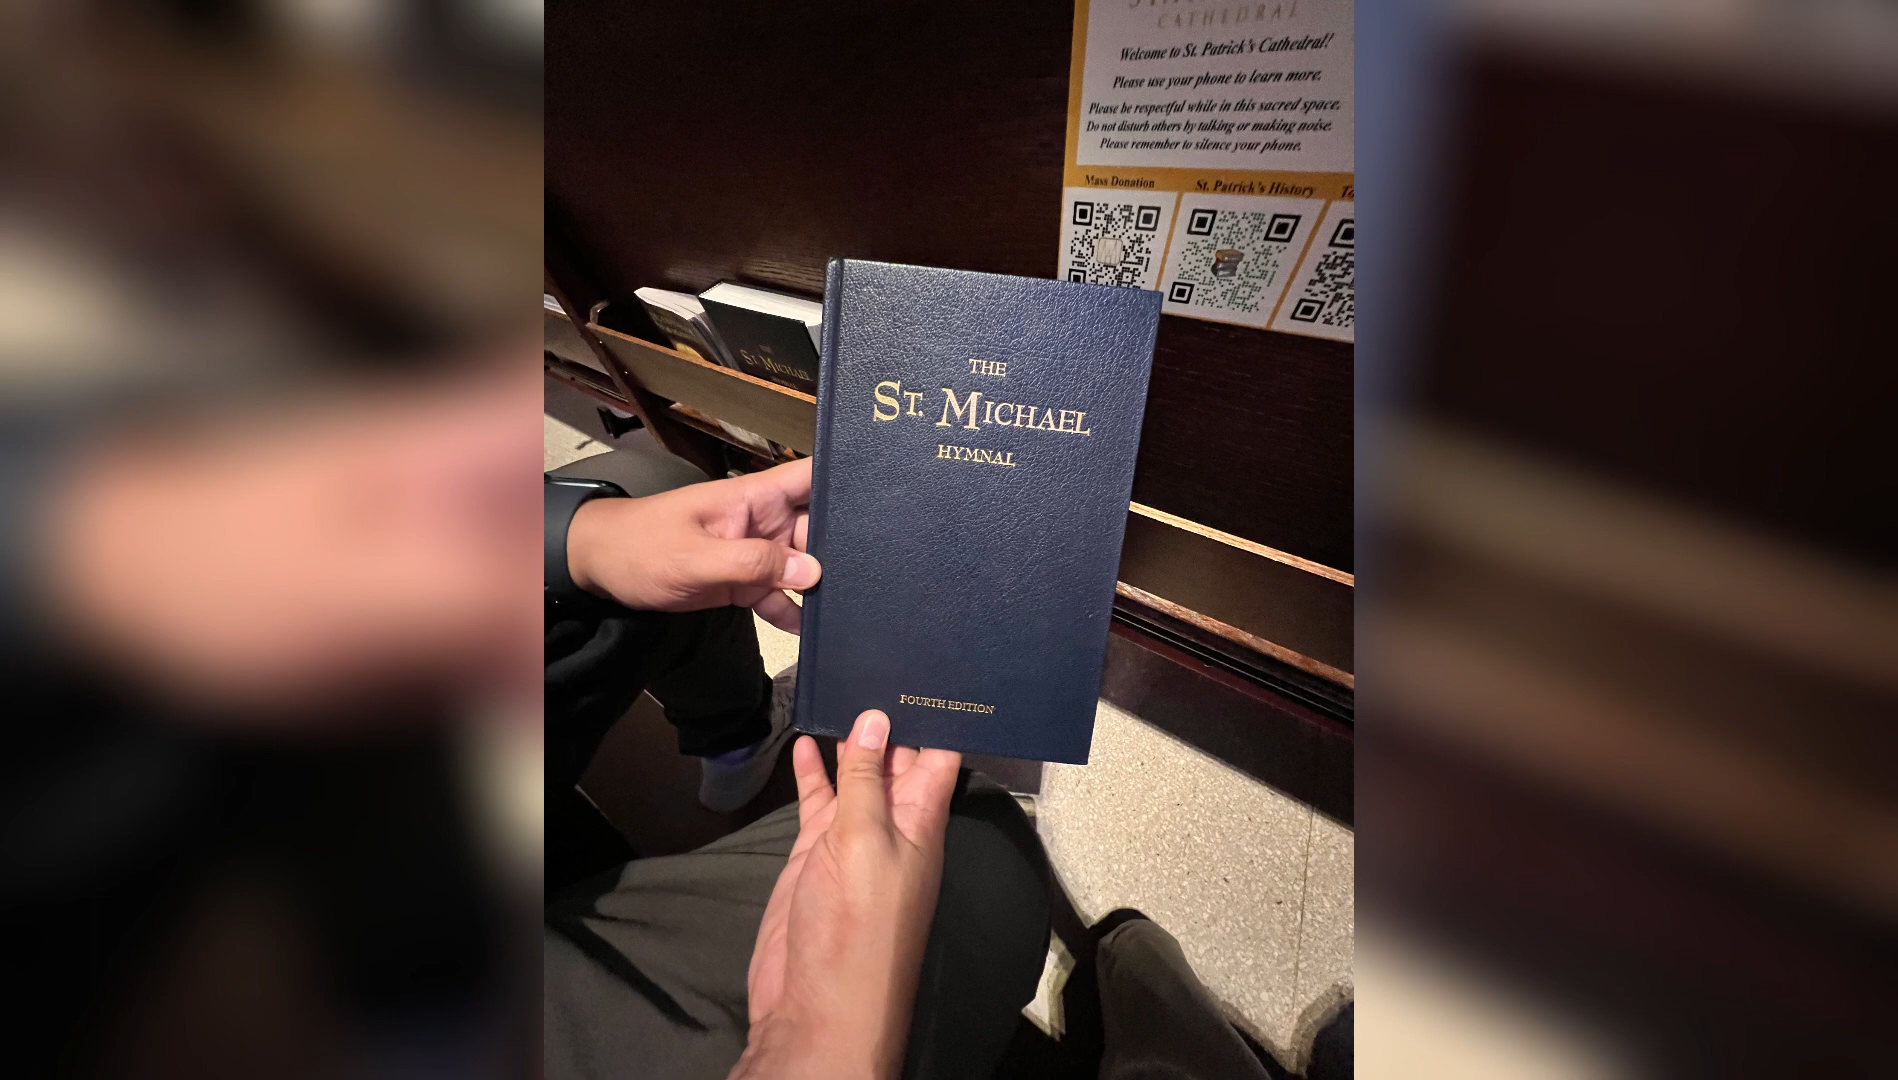 CATHEDRAL
Welcome to St. Patrick's Cathedral!
Please use your phone to learn more.
Please be respectful while in this sacred space.
Do not disturb others by talking or making noise.
Please remember to silence your phone.
Mass Donation
St. Patrick's History
THE
ST. MICHAEL
HYMNAL
FOURTH EDITION
ST. MICHAEL